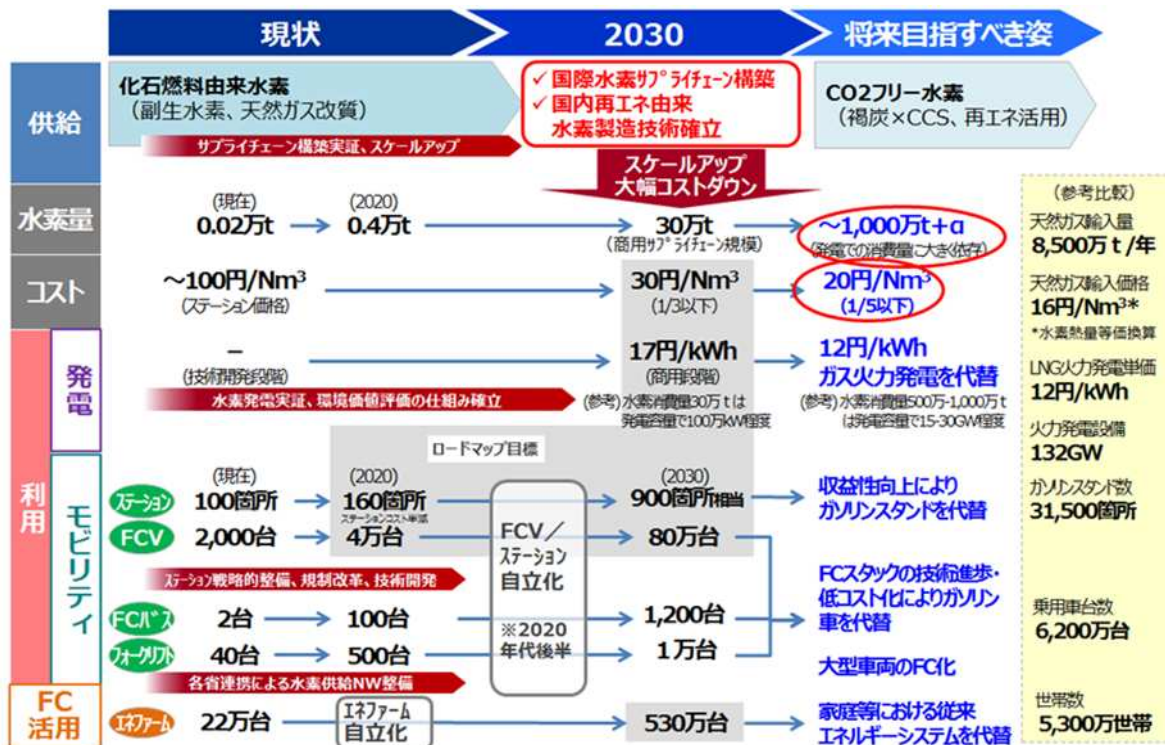 現状
2030
将来目指すべき姿
供給
化石燃料由来水素
（副生水素、天然ガス改質）
✓ 国際水素ｻﾌﾟﾗｲﾁｪｰﾝ構築
✓ 国内再エネ由来
水素製造技術確立
CO2フリー水素
（褐炭×CCS、再エネ活用）
サプライチェーン構築実証、スケールアップ
スケールアップ
大幅コストダウン
水素量
(現在)
0.02万t
(2020)
0.4万t
30万t
（商用ｻﾌﾟﾗｲﾁｪｰﾝ規模）
～1,000万t+α
（発電での消費量に大きく依存）
コスト
～100円/Nm³
(ステーション価格)
30円/Nm³
(1/3以下)
20円/Nm³
(1/5以下)
利用
発電
－
(技術開発段階)
17円/kWh
(商用段階)
12円/kWh
ガス火力発電を代替
水素発電実証、環境価値評価の仕組み確立
(参考) 水素消費量30万ｔは
発電容量で100万kW程度
(参考) 水素消費量500万-1,000万ｔ
は発電容量で15-30GW程度
ロードマップ目標
モビリティ
(現在)
(2020)
(2030)
ステーション
100箇所
160箇所
ステーションコスト半減
900箇所相当
収益性向上により
ガソリンスタンドを代替
FCV
2,000台
4万台
80万台
FCV／
ステーション
自立化
※2020
年代後半
ステーション戦略的整備、規制改革、技術開発
FCバス
2台
100台
1,200台
FCスタックの技術進歩・
低コスト化によりガソリン
車を代替
フォークリフト
40台
500台
1万台
大型車両のFC化
各省連携による水素供給NW整備
FC
活用
エネファーム
22万台
エネファーム
自立化
530万台
家庭等における従来
エネルギーシステムを代替
（参考比較）
天然ガス輸入量
8,500万ｔ/年
天然ガス輸入価格
16円/Nm³*
*水素熱量等価換算
LNG火力発電単価
12円/kWh
火力発電設備
132GW
ガソリンスタンド数
31,500箇所
乗用車台数
6,200万台
世帯数
5,300万世帯